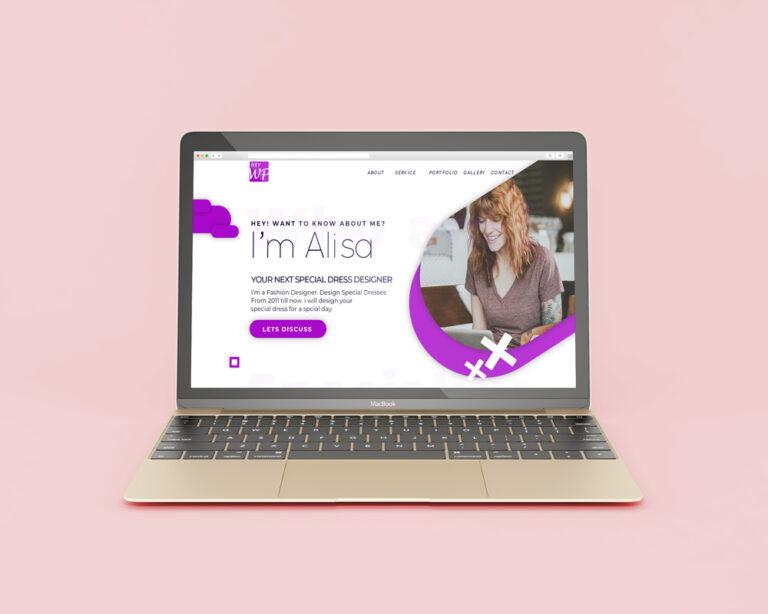 HEY
WP
ABOUT SERVICE PORTFOLIO GALLERY CONTACT
HEY! WANT TO KNOW ABOUT ME?
I'm Alisa
YOUR NEXT SPECIAL DRESS DESIGNER
I'm a Fashion Designer. Design Special Dresses
From 2011 till now. i will design your
special dress for a spcial day.
LETS DISCUSS
MacBook